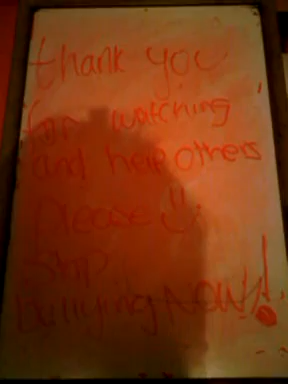 thank you
for watching
and help others
please
Stop
bullying NOW!